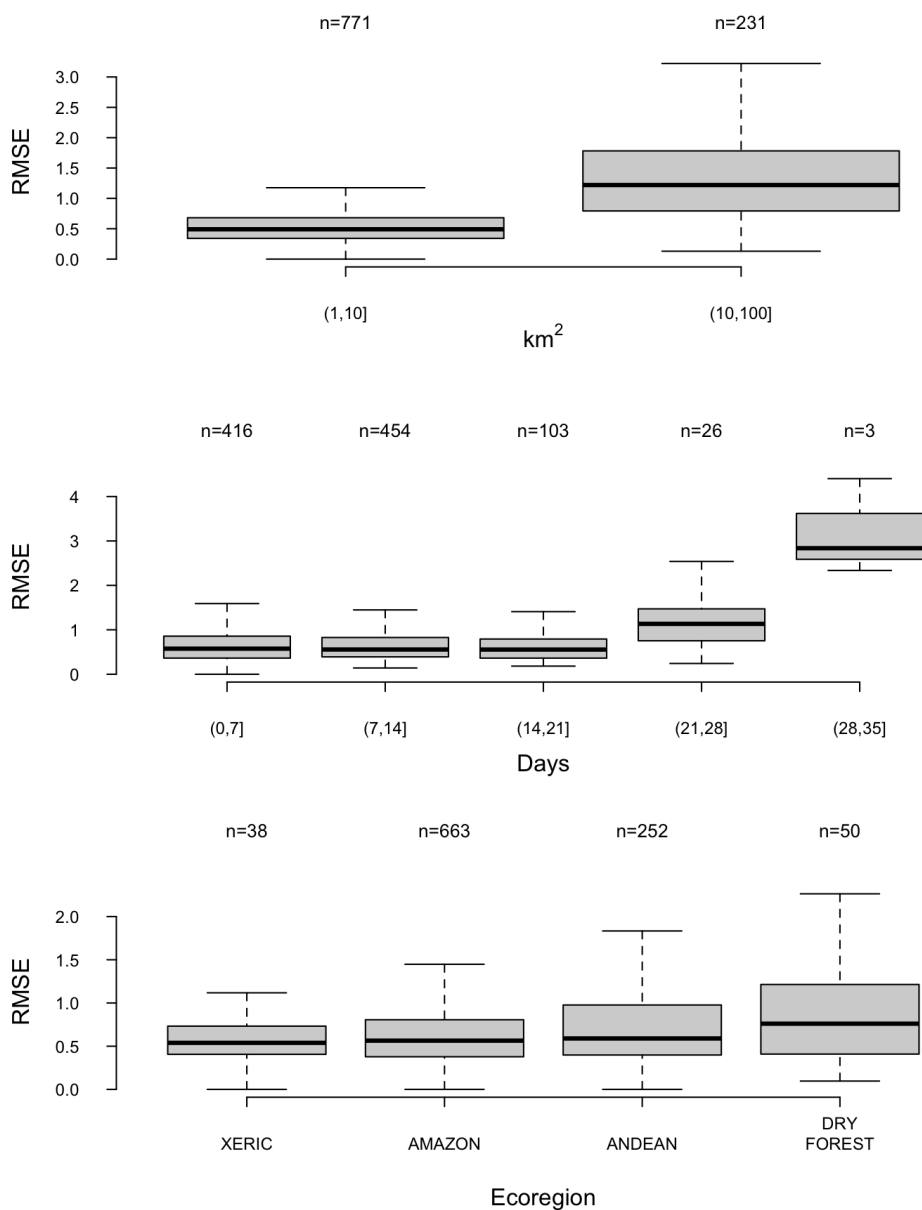 n=771 n=231
3.0
2.5
2.0
1.5
1.0
0.5
0.0
RMSE
(1,10] (10,100]
km²
n=416 n=454 n=103 n=26 n=3
4
3
2
1
0
RMSE
(0,7] (7,14] (14,21] (21,28] (28,35]
Days
n=38 n=663 n=252 n=50
2.0
1.5
1.0
0.5
0.0
RMSE
XERIC AMAZON ANDEAN DRY
FOREST
Ecoregion